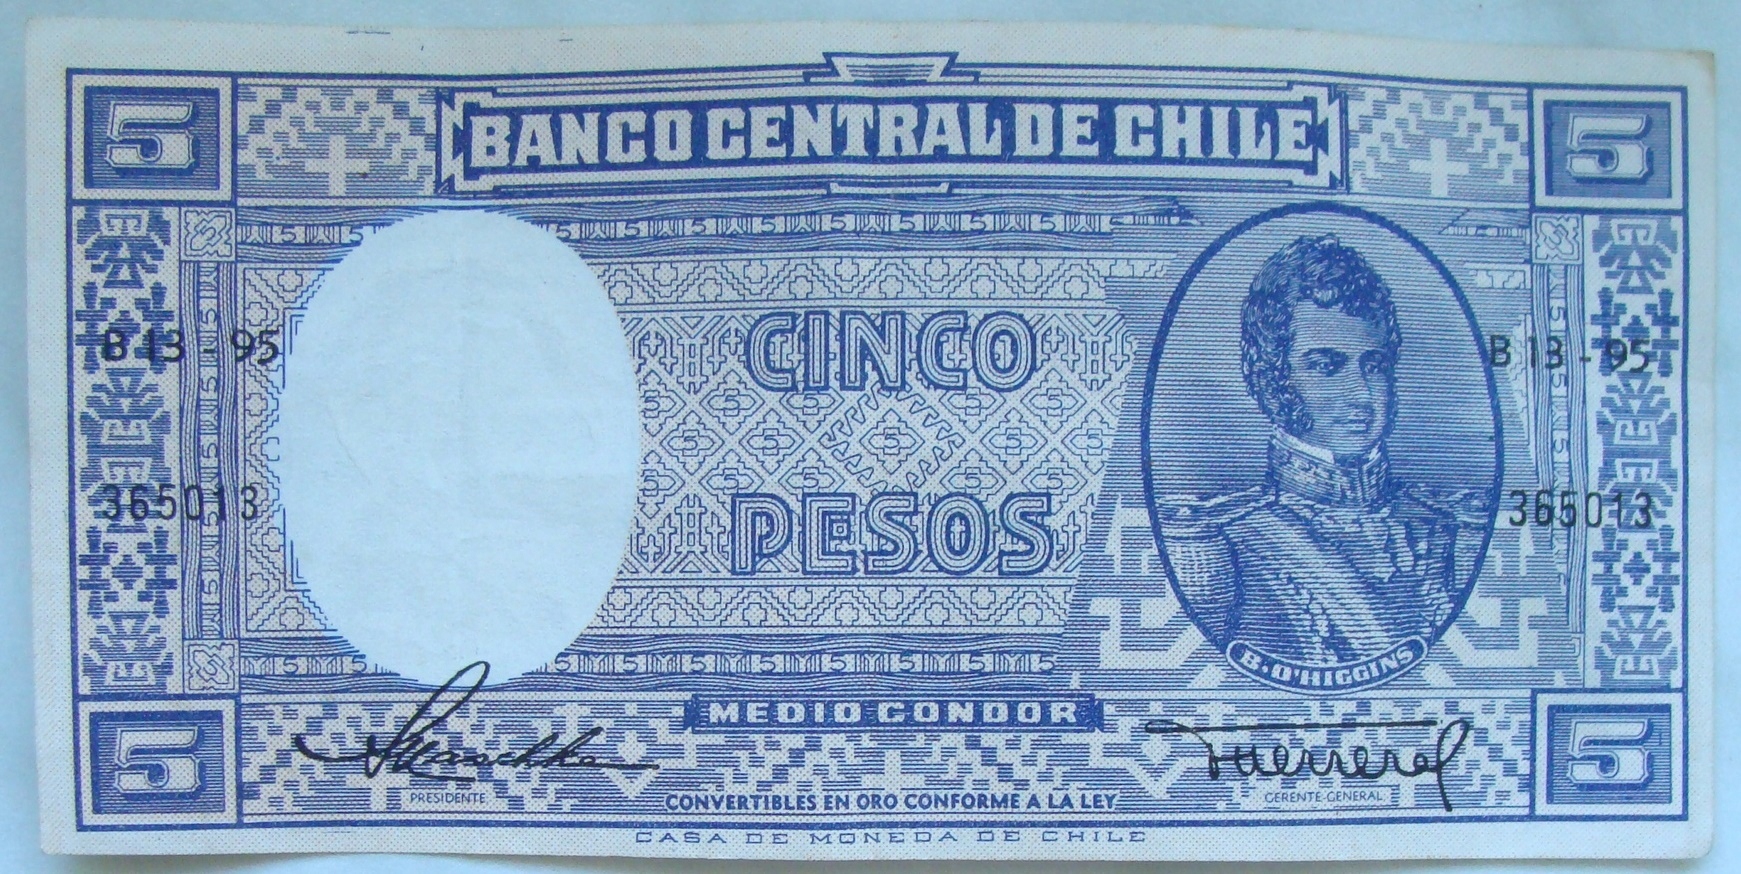 5 BANCO CENTRAL DE CHILE 5
B 13 - 95 CINCO B 13 - 95
365013 PESOS 365013
B. O'HIGGINS
MEDIO CONDOR
5 5
PRESIDENTE CONVERTIBLES EN ORO CONFORME A LA LEY GERENTE GENERAL
CASA DE MONEDA DE CHILE